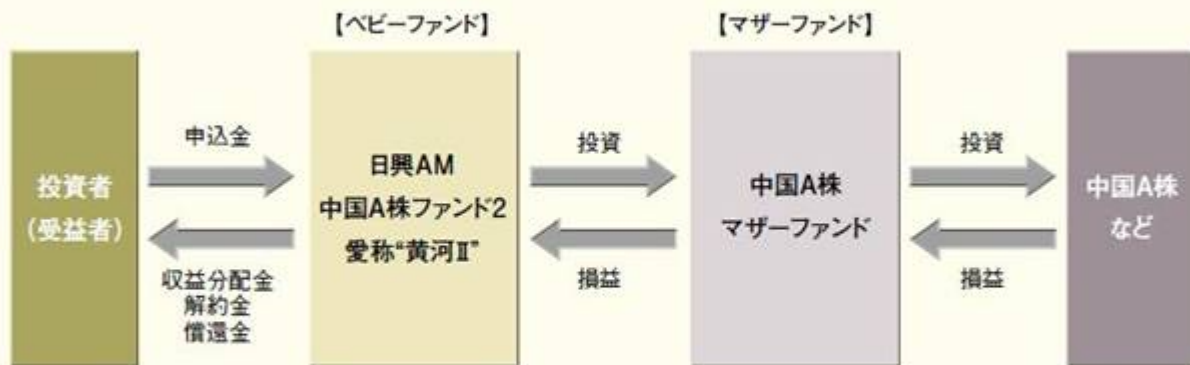 【ベビーファンド】
【マザーファンド】
投資者
(受益者)
申込金
収益分配金
解約金
償還金
日興AM
中国A株ファンド2
愛称“黄河Ⅱ”
投資
損益
中国A株
マザーファンド
投資
損益
中国A株
など